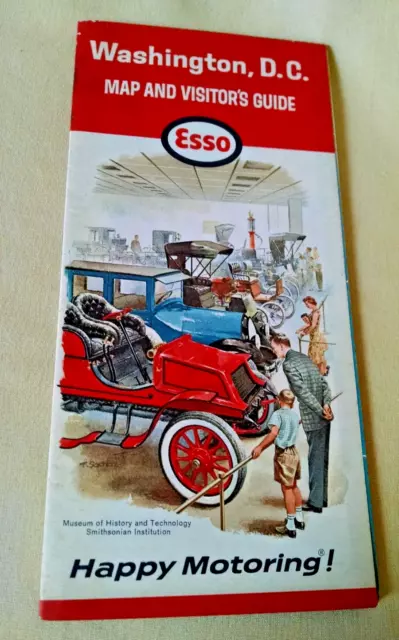 Washington, D.C.
MAP AND VISITOR'S GUIDE
Esso
Museum of History and Technology
Smithsonian Institution
Happy Motoring®!